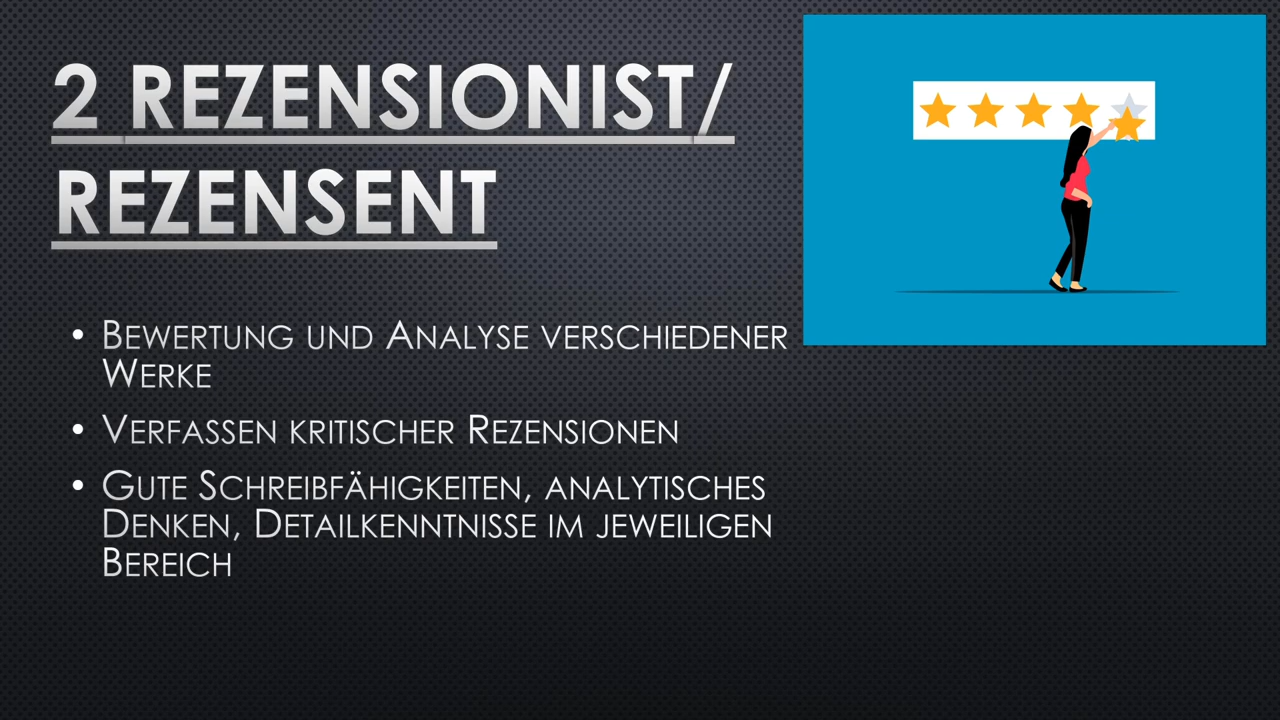 2 REZENSIONIST/
REZENSENT
• BEWERTUNG UND ANALYSE VERSCHIEDENER
WERKE
• VERFASSEN KRITISCHER REZENSIONEN
• GUTE SCHREIBFÄHIGKEITEN, ANALYTISCHES
DENKEN, DETAILKENNTNISSE IM JEWEILIGEN
BEREICH